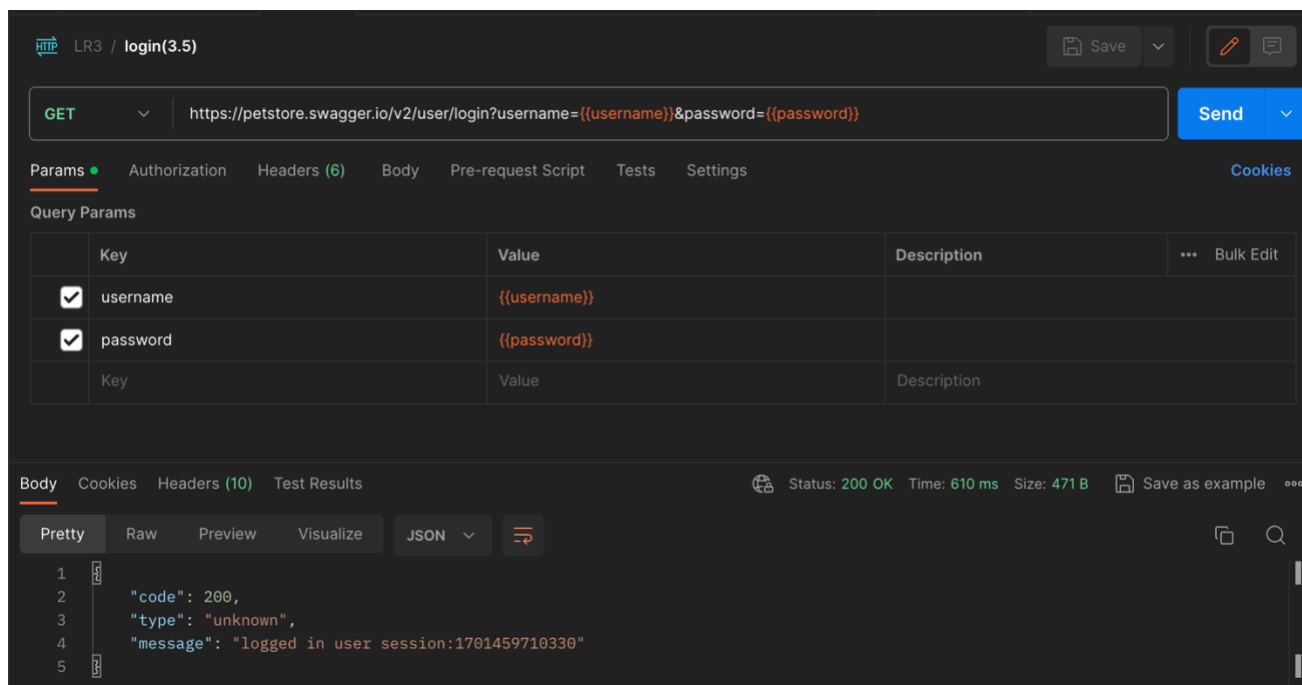 HTTP LR3 / login(3.5) Save
GET https://petstore.swagger.io/v2/user/login?username={{username}}&password={{password}} Send
Params Authorization Headers (6) Body Pre-request Script Tests Settings Cookies
Query Params
Key Value Description ••• Bulk Edit
username {{username}}
password {{password}}
Key Value Description
Body Cookies Headers (10) Test Results Status: 200 OK Time: 610 ms Size: 471 B Save as example
Pretty Raw Preview Visualize JSON
1 {
2 "code": 200,
3 "type": "unknown",
4 "message": "logged in user session:1701459710330"
5 }